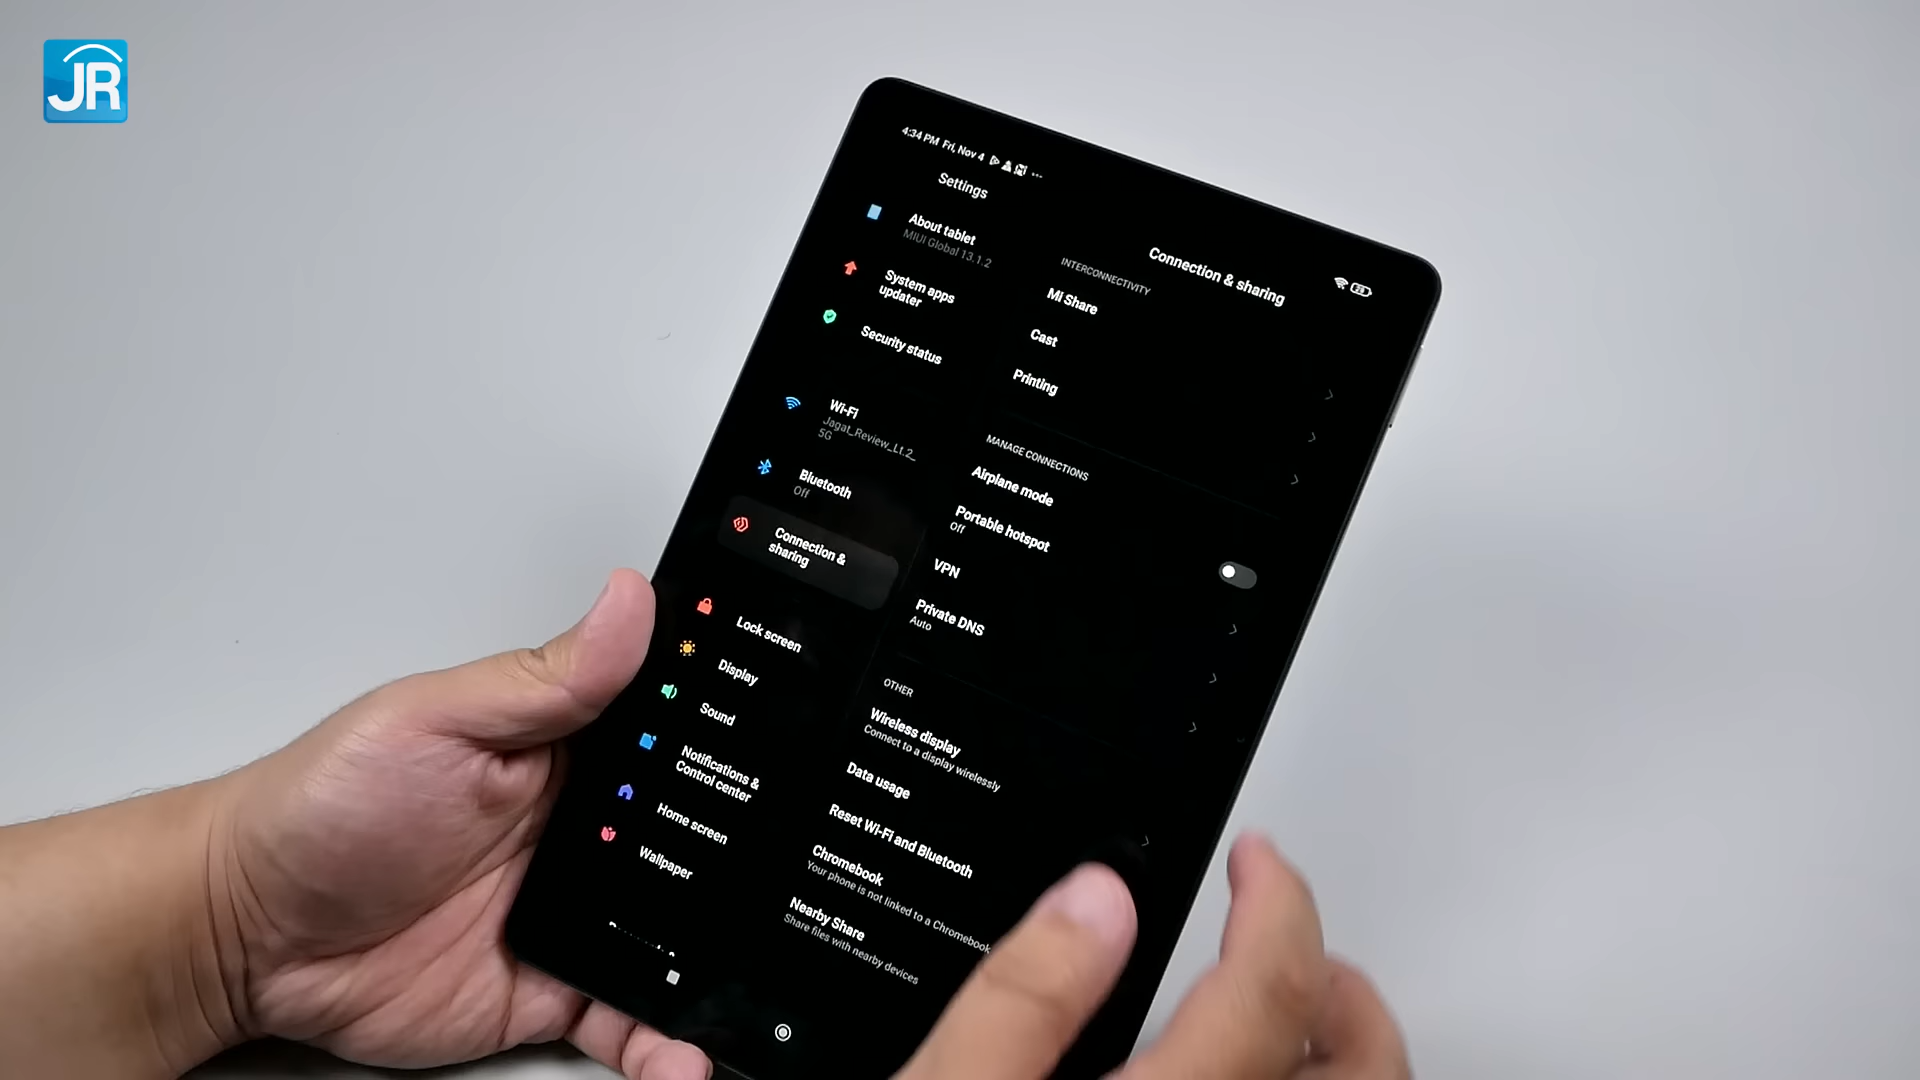 JR
4:34 PM Fri, Nov 4
Settings
About tablet
MIUI Global 13.1.2
System apps
updater
Security status
Wi-Fi
Jagat_Review_Lt.2_
5G
Bluetooth
Off
Connection &
sharing
Lock screen
Display
Sound
Notifications &
Control center
Home screen
Wallpaper
Connection & sharing
INTERCONNECTIVITY
Mi Share
Cast
Printing
MANAGE CONNECTIONS
Airplane mode
Portable hotspot
Off
VPN
Private DNS
Auto
OTHER
Wireless display
Connect to a display wirelessly
Data usage
Reset Wi-Fi and Bluetooth
Chromebook
Your phone is not linked to a Chromebook
Nearby Share
Share files with nearby devices